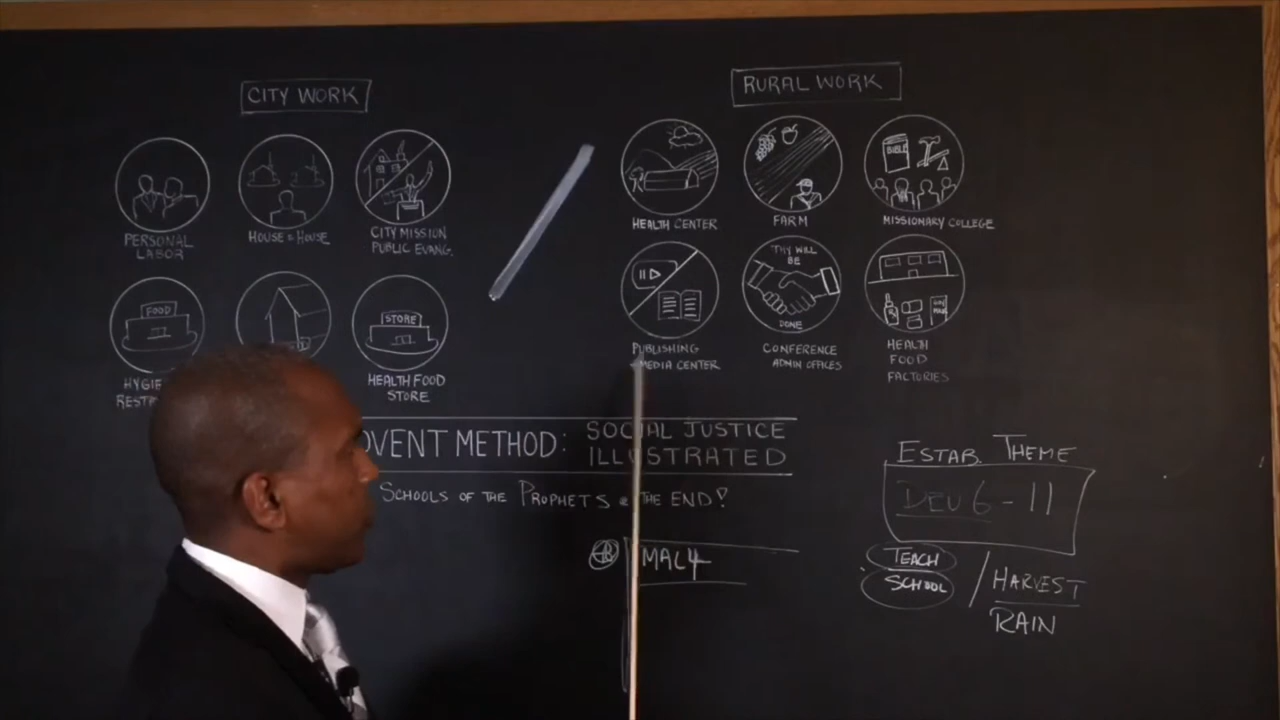 CITY WORK
PERSONAL
LABOR
HOUSE 2 HOUSE
CITY MISSION
PUBLIC EVANG.
FOOD
STORE
HEALTH FOOD
STORE
RURAL WORK
HEALTH CENTER
FARM
BIBLE
MISSIONARY COLLEGE
PUBLISHING
MEDIA CENTER
THY WILL
BE
DONE
CONFERENCE
ADMIN OFFICES
HEALTH
FOOD
FACTORIES
METHOD:
SOCIAL JUSTICE
ILLUSTRATED
SCHOOLS OF THE PROPHETS & THE END!
MAL 4
ESTAB. THEME
DEU 6 - 11
TEACH
SCHOOL
/ HARVEST
RAIN